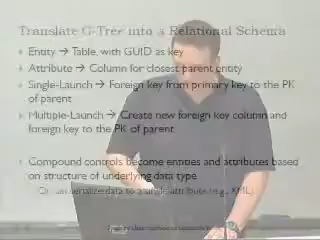 Translate G-Tree into a Relational Schema
Entity → Table, with GUID as key
Attribute → Column for closest parent entity
Single-Launch → Foreign key from primary key to the PK
of parent
Multiple-Launch → Create new foreign key column and
foreign key to the PK of parent
Compound controls become entities and attributes based
on structure of underlying data type
Or can serialize data to a single attribute (e.g., XML)